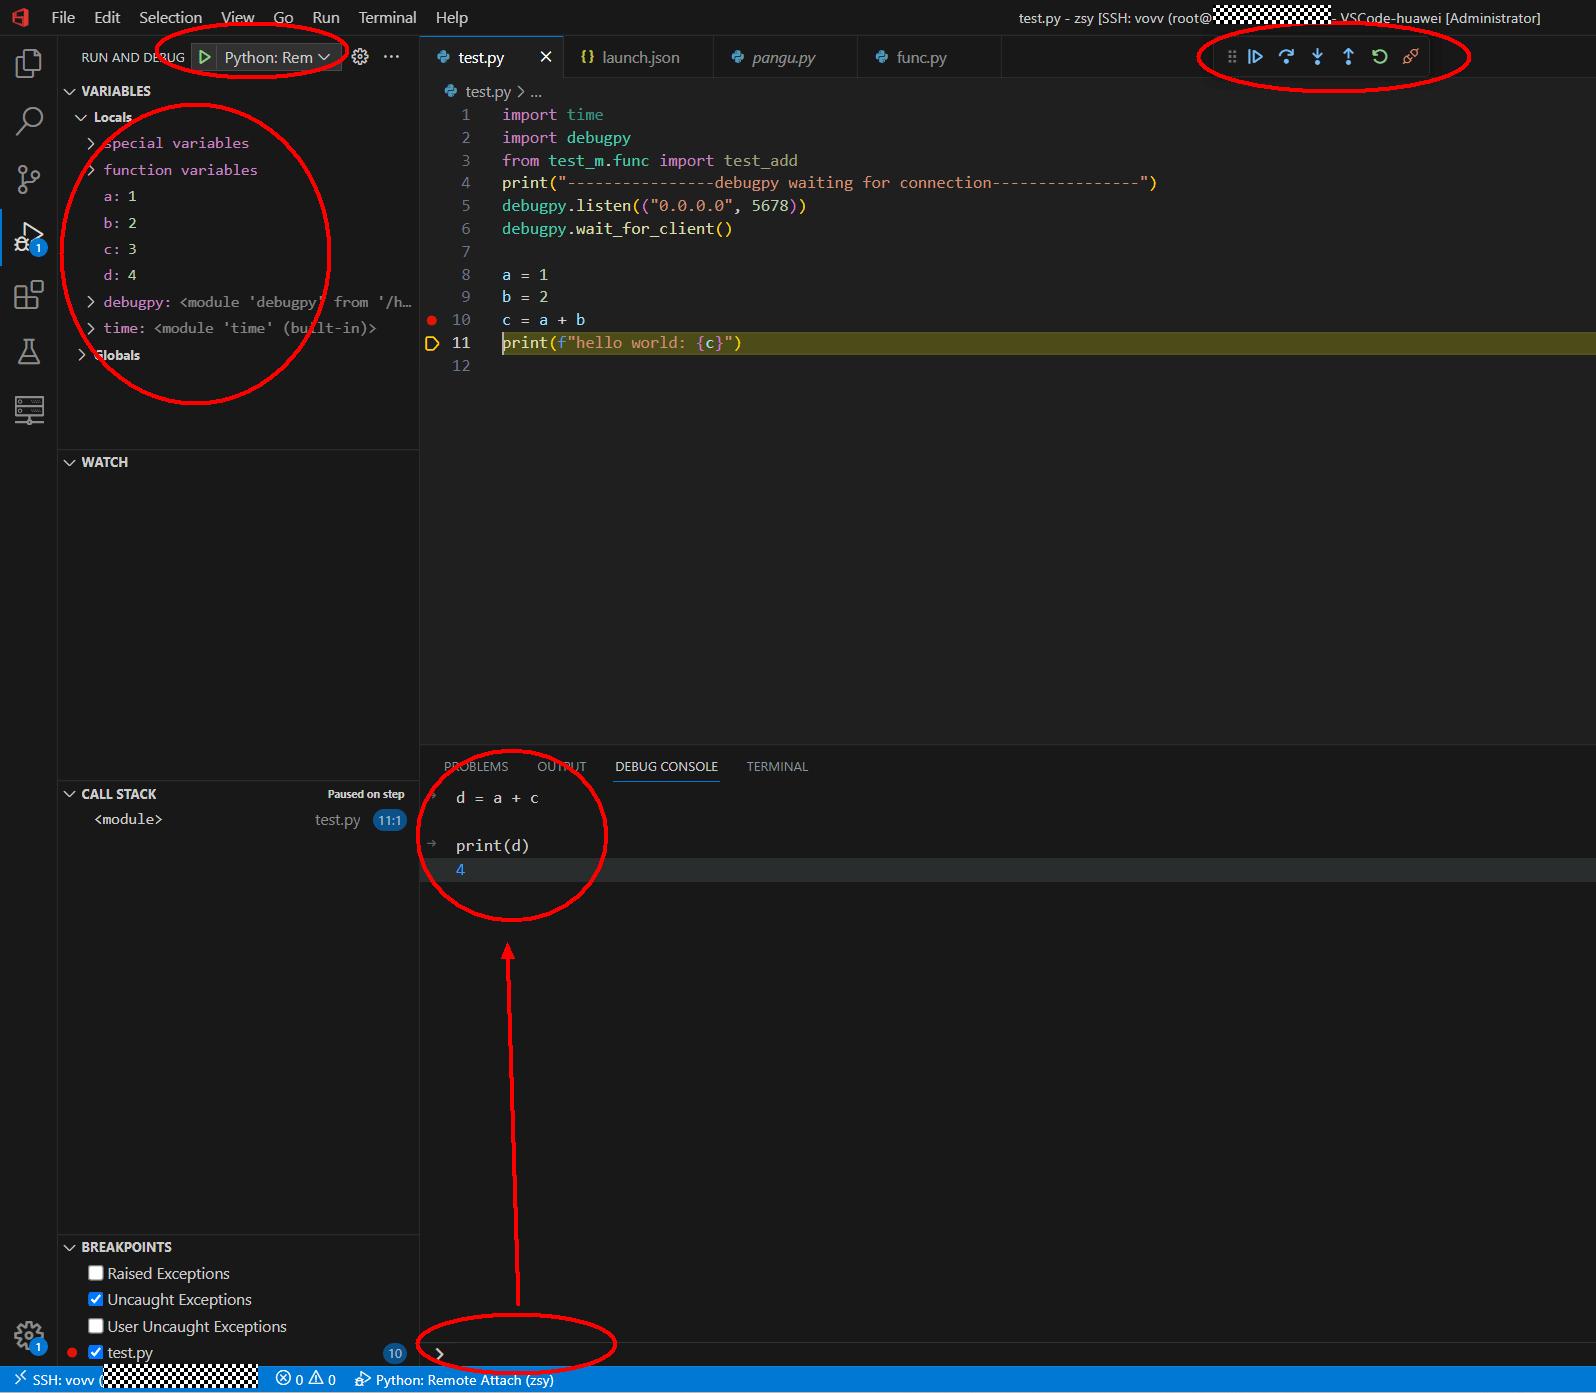 File Edit Selection View Go Run Terminal Help
test.py - zsy [SSH: vovv (root@ - VSCode-huawei [Administrator]
RUN AND DEBUG Python: Rem
test.py launch.json pangu.py func.py
test.py > ...
VARIABLES
Locals
special variables
function variables
a: 1
b: 2
c: 3
d: 4
debugpy: <module 'debugpy' from '/h...
time: <module 'time' (built-in)>
Globals
1 import time
2 import debugpy
3 from test_m.func import test_add
4 print("----------------debugpy waiting for connection----------------")
5 debugpy.listen(("0.0.0.0", 5678))
6 debugpy.wait_for_client()
7
8 a = 1
9 b = 2
10 c = a + b
11 print(f"hello world: {c}")
12
WATCH
CALL STACK Paused on step
<module> test.py 11:1
PROBLEMS OUTPUT DEBUG CONSOLE TERMINAL
d = a + c
print(d)
4
BREAKPOINTS
Raised Exceptions
Uncaught Exceptions
User Uncaught Exceptions
test.py 10
1
1
SSH: vovv ( 0 0 Python: Remote Attach (zsy)